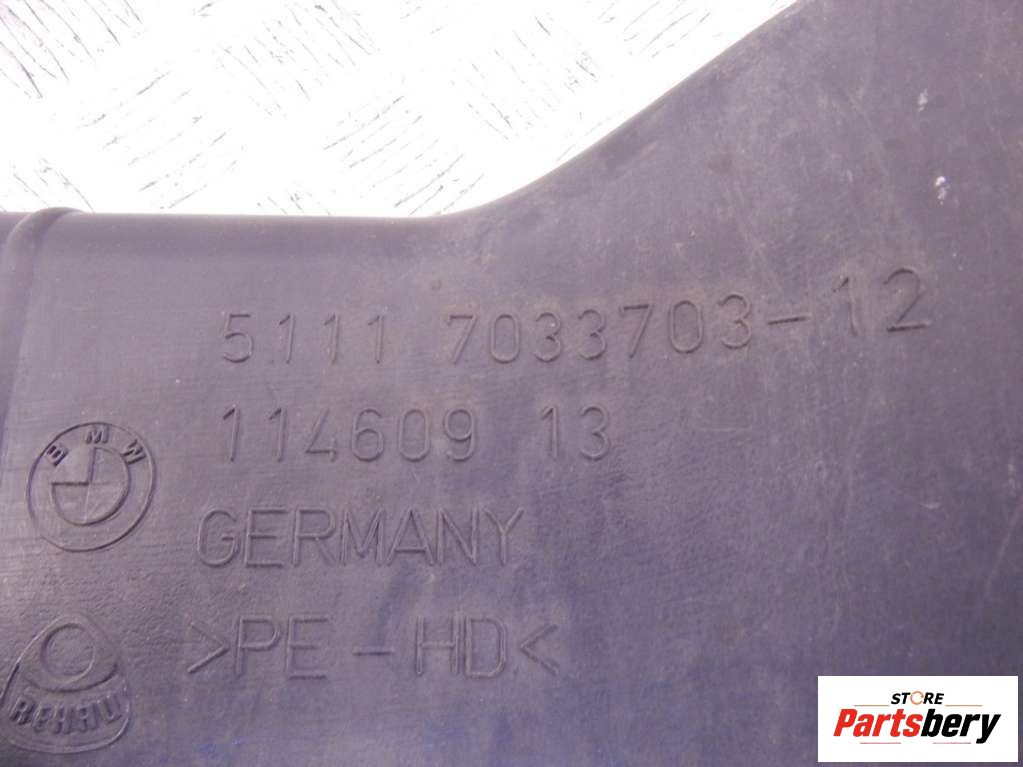 5111 7033703-12
114609 13
BMW
GERMANY
>PE-HD<
REHAU
STORE
Partsbery